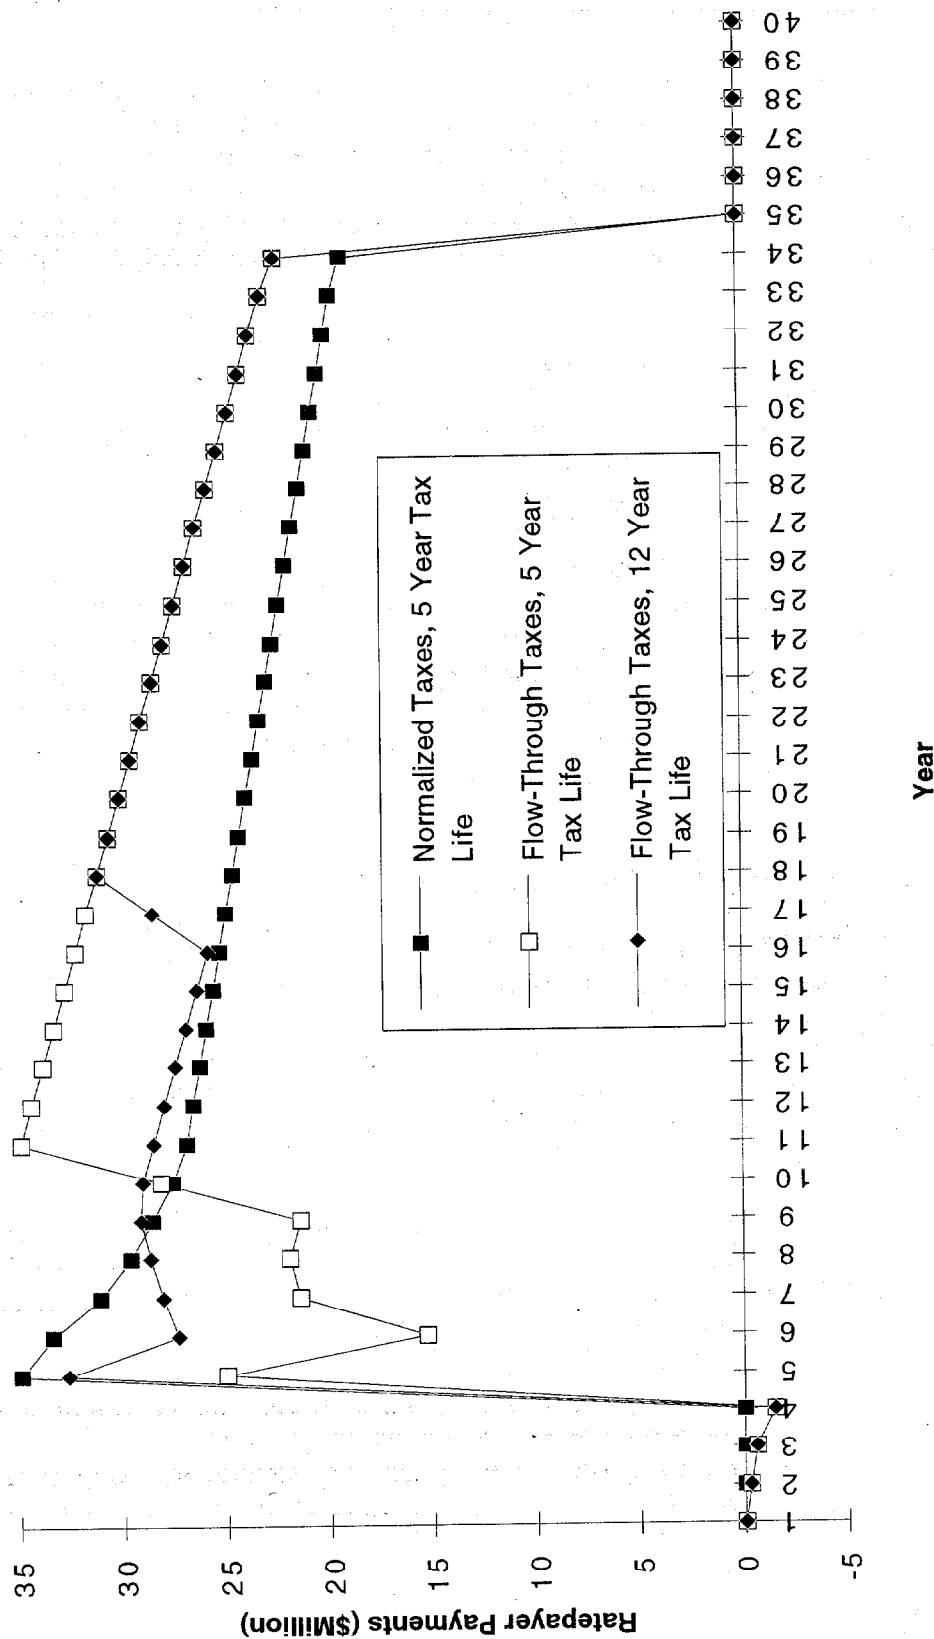 Ratepayer Payments ($Million)
35
30
25
20
15
10
5
0
-5
Normalized Taxes, 5 Year Tax
Life
Flow-Through Taxes, 5 Year
Tax Life
Flow-Through Taxes, 12 Year
Tax Life
1 2 3 4 5 6 7 8 9 10 11 12 13 14 15 16 17 18 19 20 21 22 23 24 25 26 27 28 29 30 31 32 33 34 35 36 37 38 39 40
Year